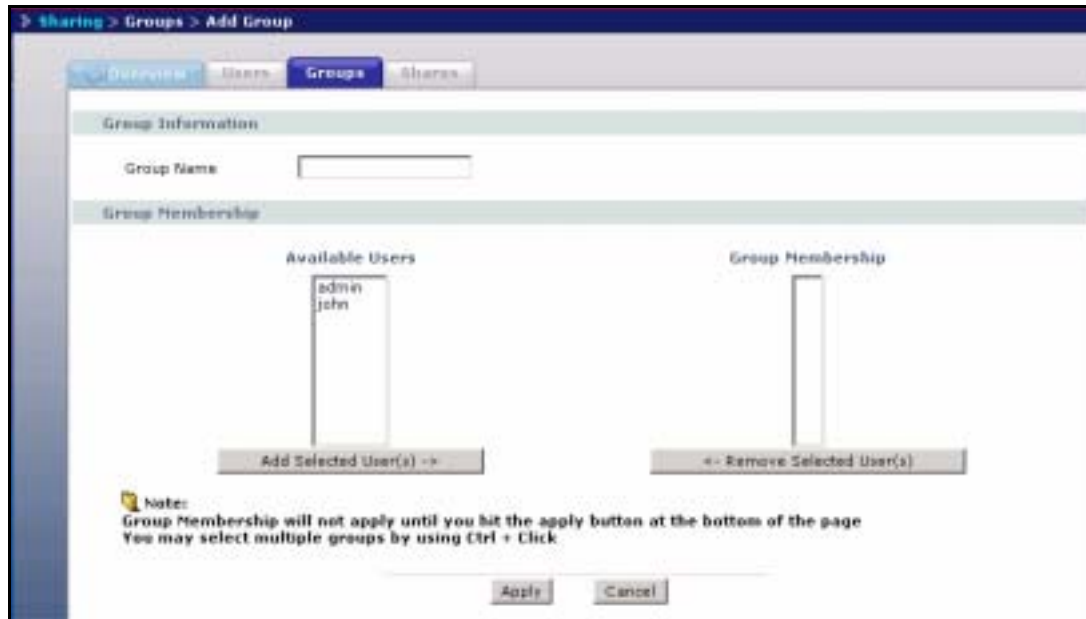 Sharing > Groups > Add Group
Overview Users Groups Shares
Group Information
Group Name
Group Membership
Available Users Group Membership
admin
john
Add Selected User(s) -> <- Remove Selected User(s)
Note:
Group Membership will not apply until you hit the apply button at the bottom of the page
You may select multiple groups by using Ctrl + Click
Apply Cancel